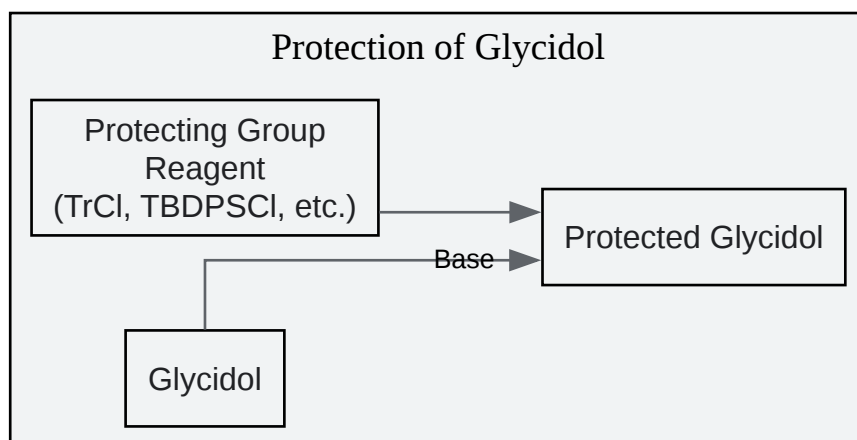 Protection of Glycidol
Protecting Group
Reagent
(TrCl, TBDPSCl, etc.)
Protected Glycidol
Base
Glycidol